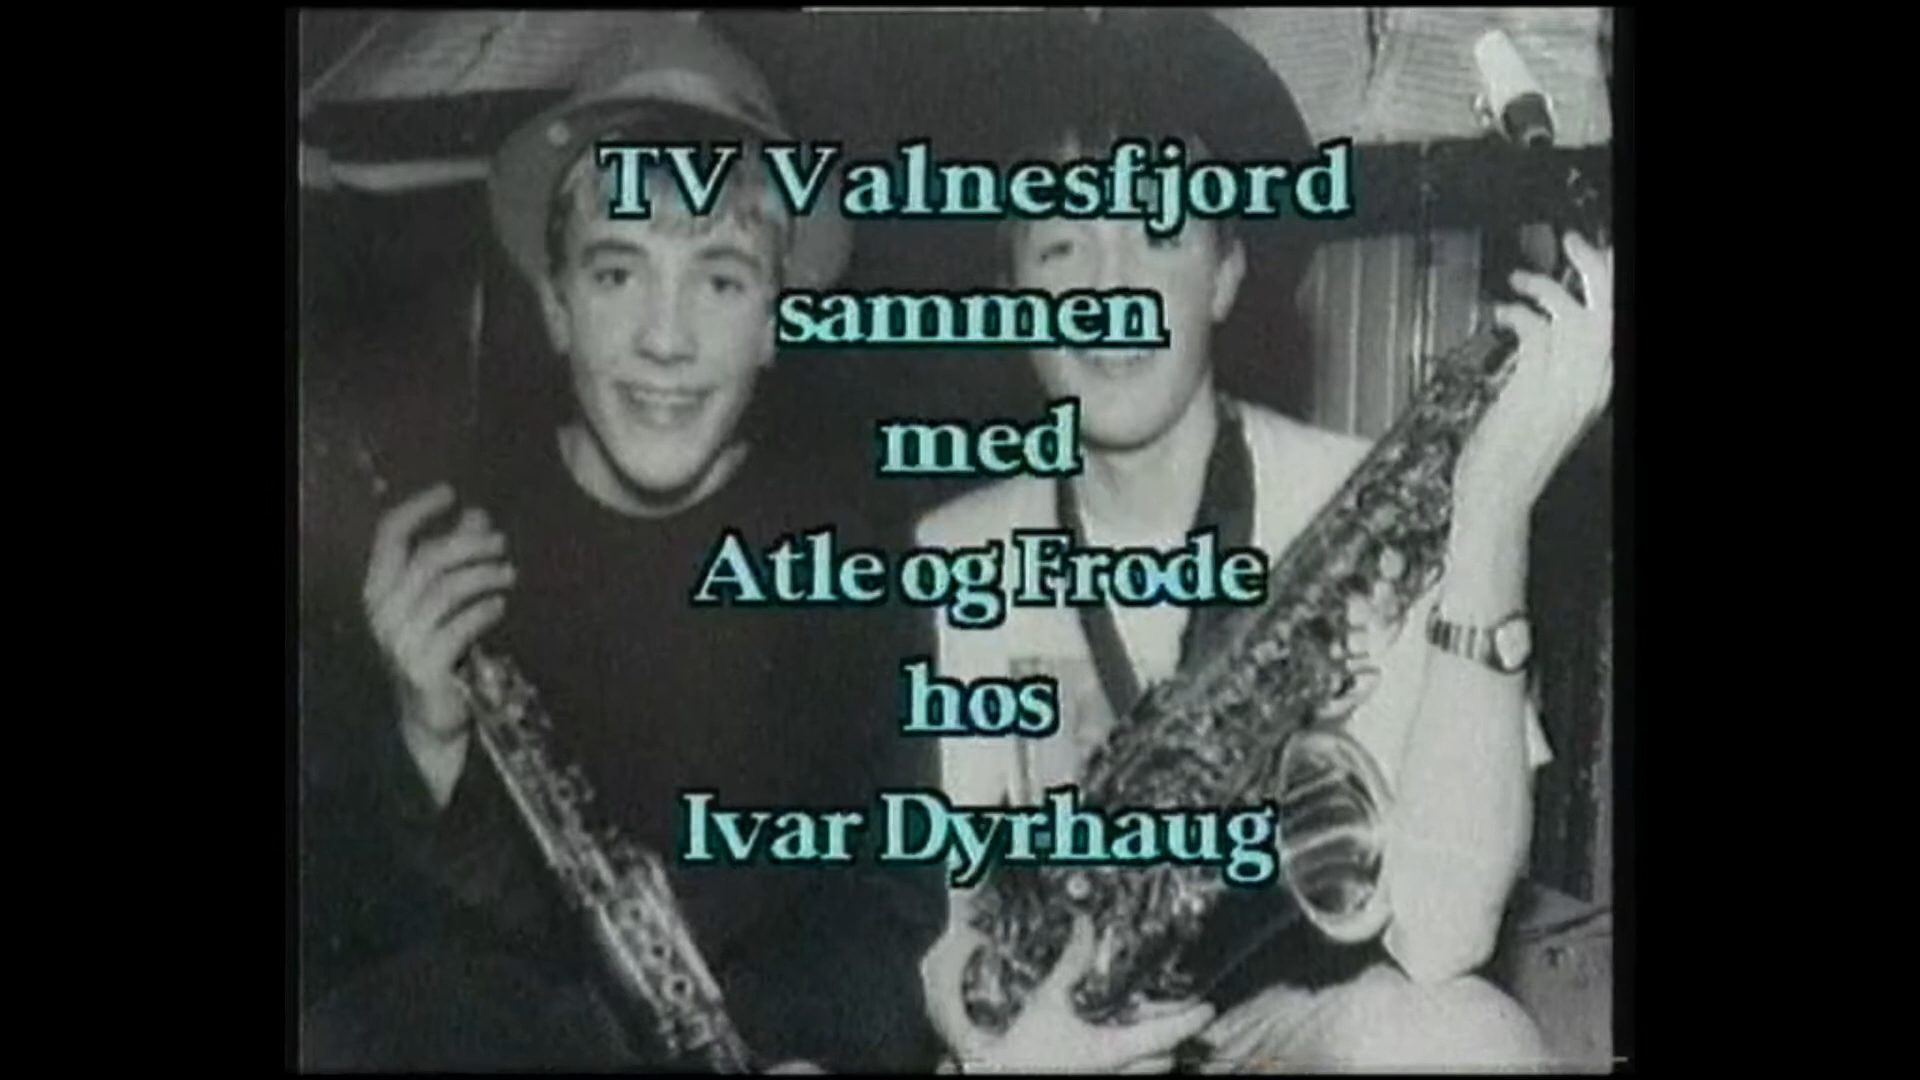 TV Valnesfjord
sammen
med
Atle og Frode
hos
Ivar Dyrhaug